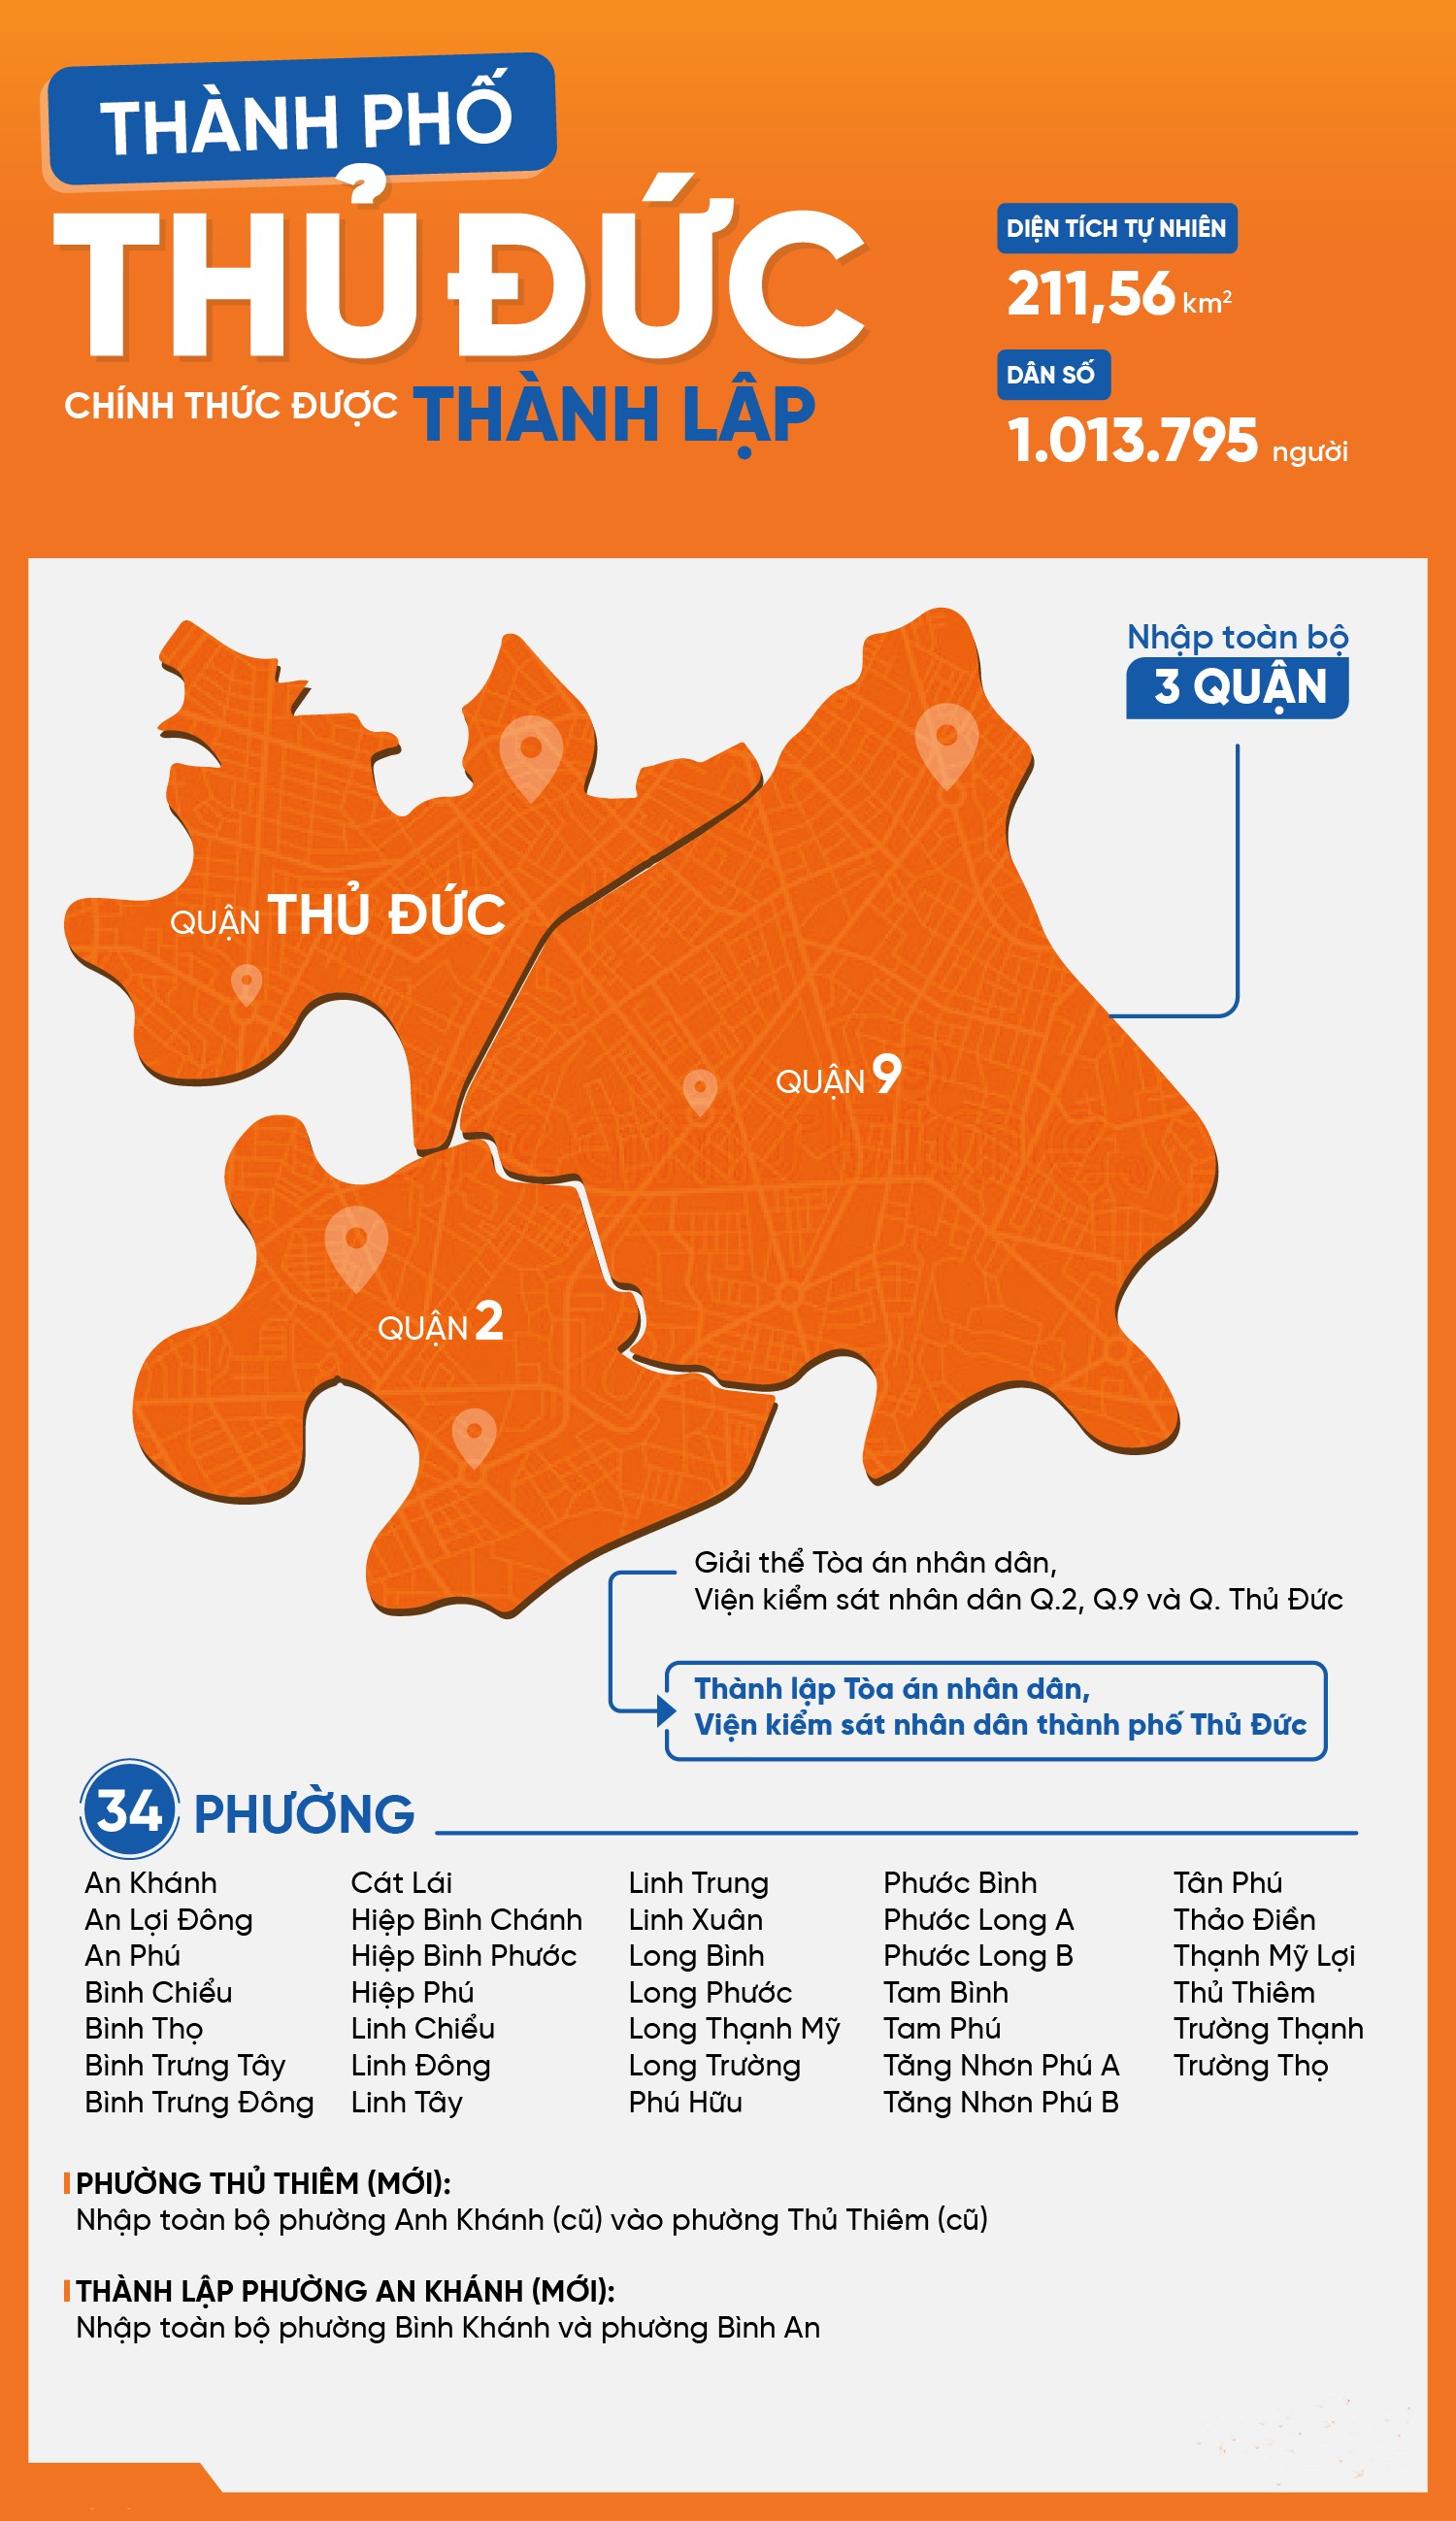 THÀNH PHỐ
THỦ ĐỨC
CHÍNH THỨC ĐƯỢC THÀNH LẬP
DIỆN TÍCH TỰ NHIÊN
211,56 km²
DÂN SỐ
1.013.795 người
Nhập toàn bộ
3 QUẬN
QUẬN THỦ ĐỨC
QUẬN 9
QUẬN 2
Giải thể Tòa án nhân dân,
Viện kiểm sát nhân dân Q.2, Q.9 và Q. Thủ Đức
Thành lập Tòa án nhân dân,
Viện kiểm sát nhân dân thành phố Thủ Đức
34 PHƯỜNG
An Khánh
An Lợi Đông
An Phú
Bình Chiểu
Bình Thọ
Bình Trưng Tây
Bình Trưng Đông
Cát Lái
Hiệp Bình Chánh
Hiệp Bình Phước
Hiệp Phú
Linh Chiểu
Linh Đông
Linh Tây
Linh Trung
Linh Xuân
Long Bình
Long Phước
Long Thạnh Mỹ
Long Trường
Phú Hữu
Phước Bình
Phước Long A
Phước Long B
Tam Bình
Tam Phú
Tăng Nhơn Phú A
Tăng Nhơn Phú B
Tân Phú
Thảo Điền
Thạnh Mỹ Lợi
Thủ Thiêm
Trường Thạnh
Trường Thọ
PHƯỜNG THỦ THIÊM (MỚI):
Nhập toàn bộ phường Anh Khánh (cũ) vào phường Thủ Thiêm (cũ)
THÀNH LẬP PHƯỜNG AN KHÁNH (MỚI):
Nhập toàn bộ phường Bình Khánh và phường Bình An